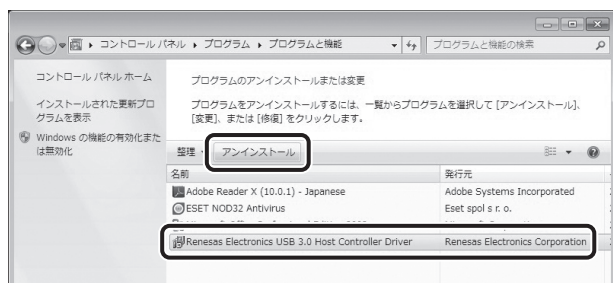 コントロール パネル ▸ プログラム ▸ プログラムと機能
プログラムと機能の検索
コントロール パネル ホーム
インストールされた更新プログラムを表示
Windows の機能の有効化または無効化
プログラムのアンインストールまたは変更
プログラムをアンインストールするには、一覧からプログラムを選択して [アンインストール]、
[変更]、または [修復] をクリックします。
整理 アンインストール
名前 発行元
Adobe Reader X (10.0.1) - Japanese Adobe Systems Incorporated
ESET NOD32 Antivirus Eset spol s r. o.
Renesas Electronics USB 3.0 Host Controller Driver Renesas Electronics Corporation